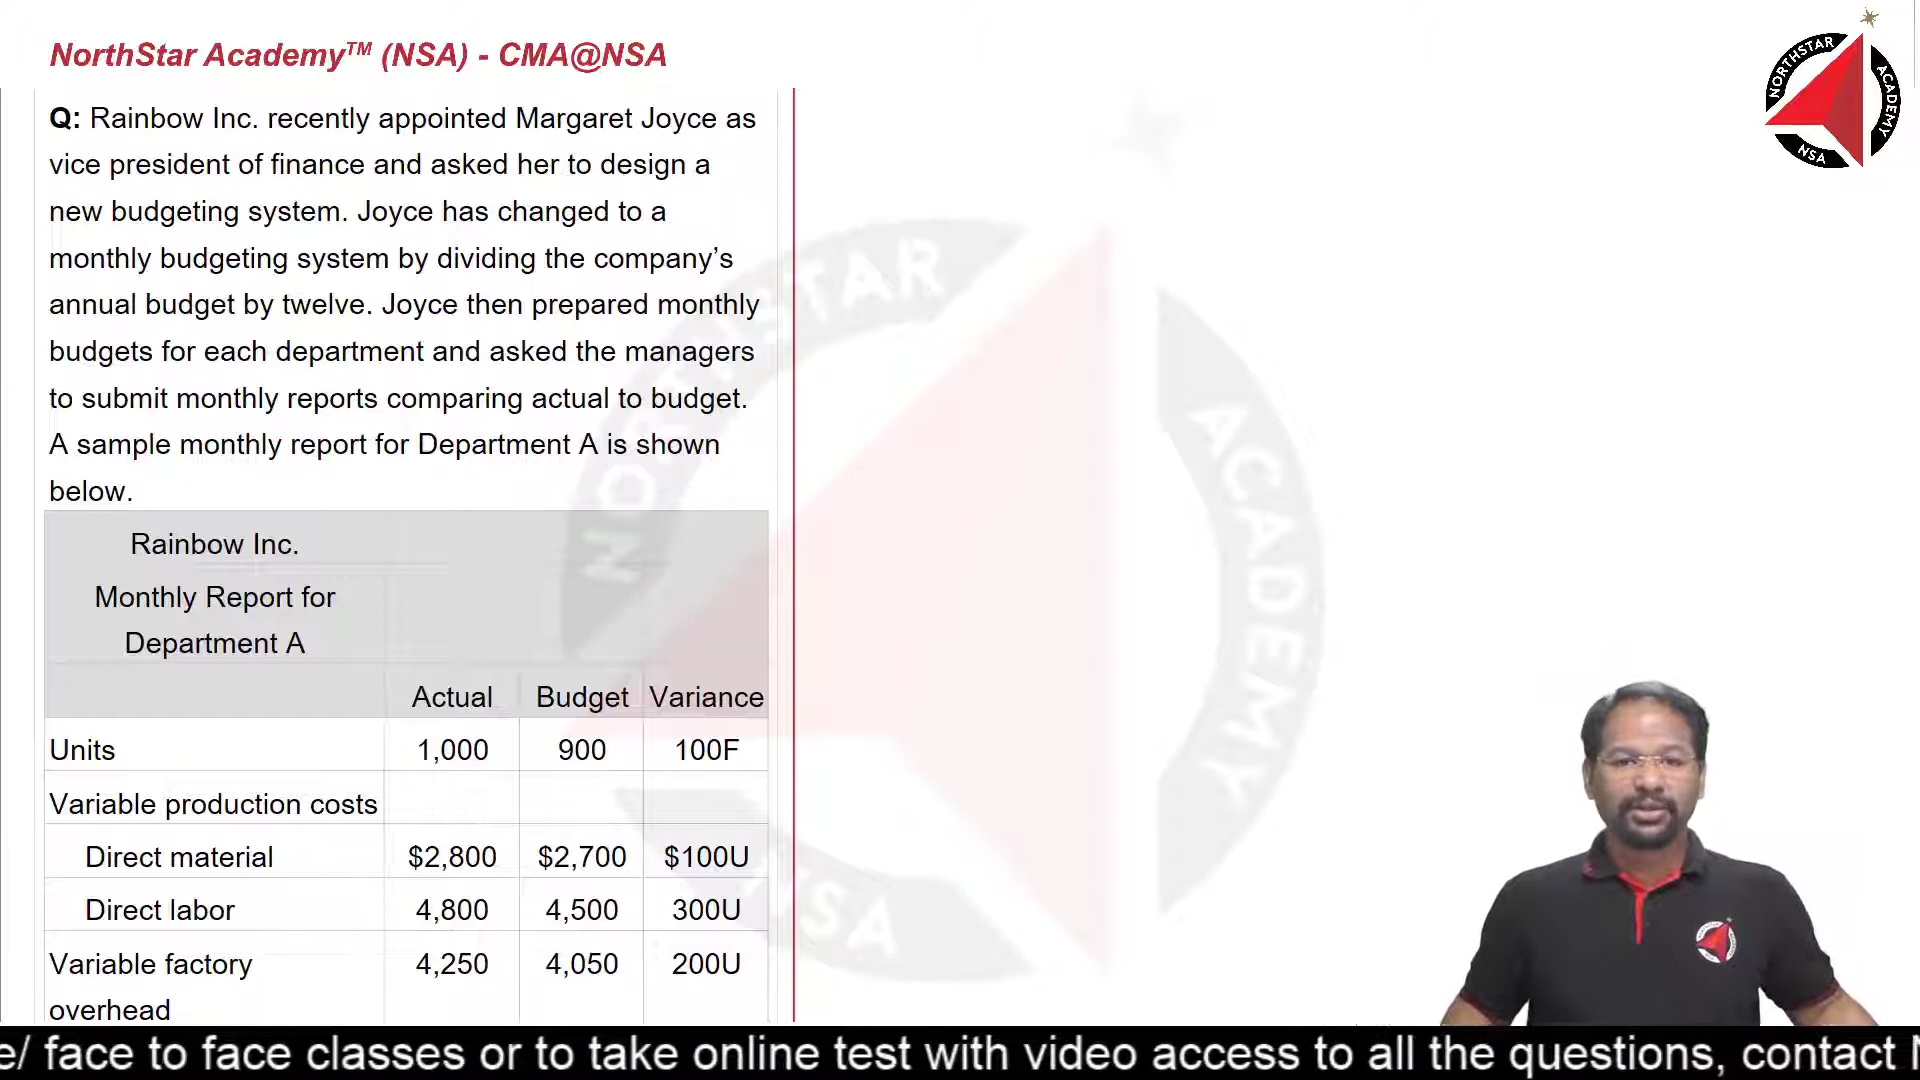 NorthStar Academy™ (NSA) - CMA@NSA
NORTHSTAR ACADEMY
NSA
Q: Rainbow Inc. recently appointed Margaret Joyce as
vice president of finance and asked her to design a
new budgeting system. Joyce has changed to a
monthly budgeting system by dividing the company’s
annual budget by twelve. Joyce then prepared monthly
budgets for each department and asked the managers
to submit monthly reports comparing actual to budget.
A sample monthly report for Department A is shown
below.
Rainbow Inc.
Monthly Report for
Department A
Actual Budget Variance
Units 1,000 900 100F
Variable production costs
Direct material $2,800 $2,700 $100U
Direct labor 4,800 4,500 300U
Variable factory 4,250 4,050 200U
overhead
NORTHSTAR ACADEMY
NSA
e/ face to face classes or to take online test with video access to all the questions, contact N